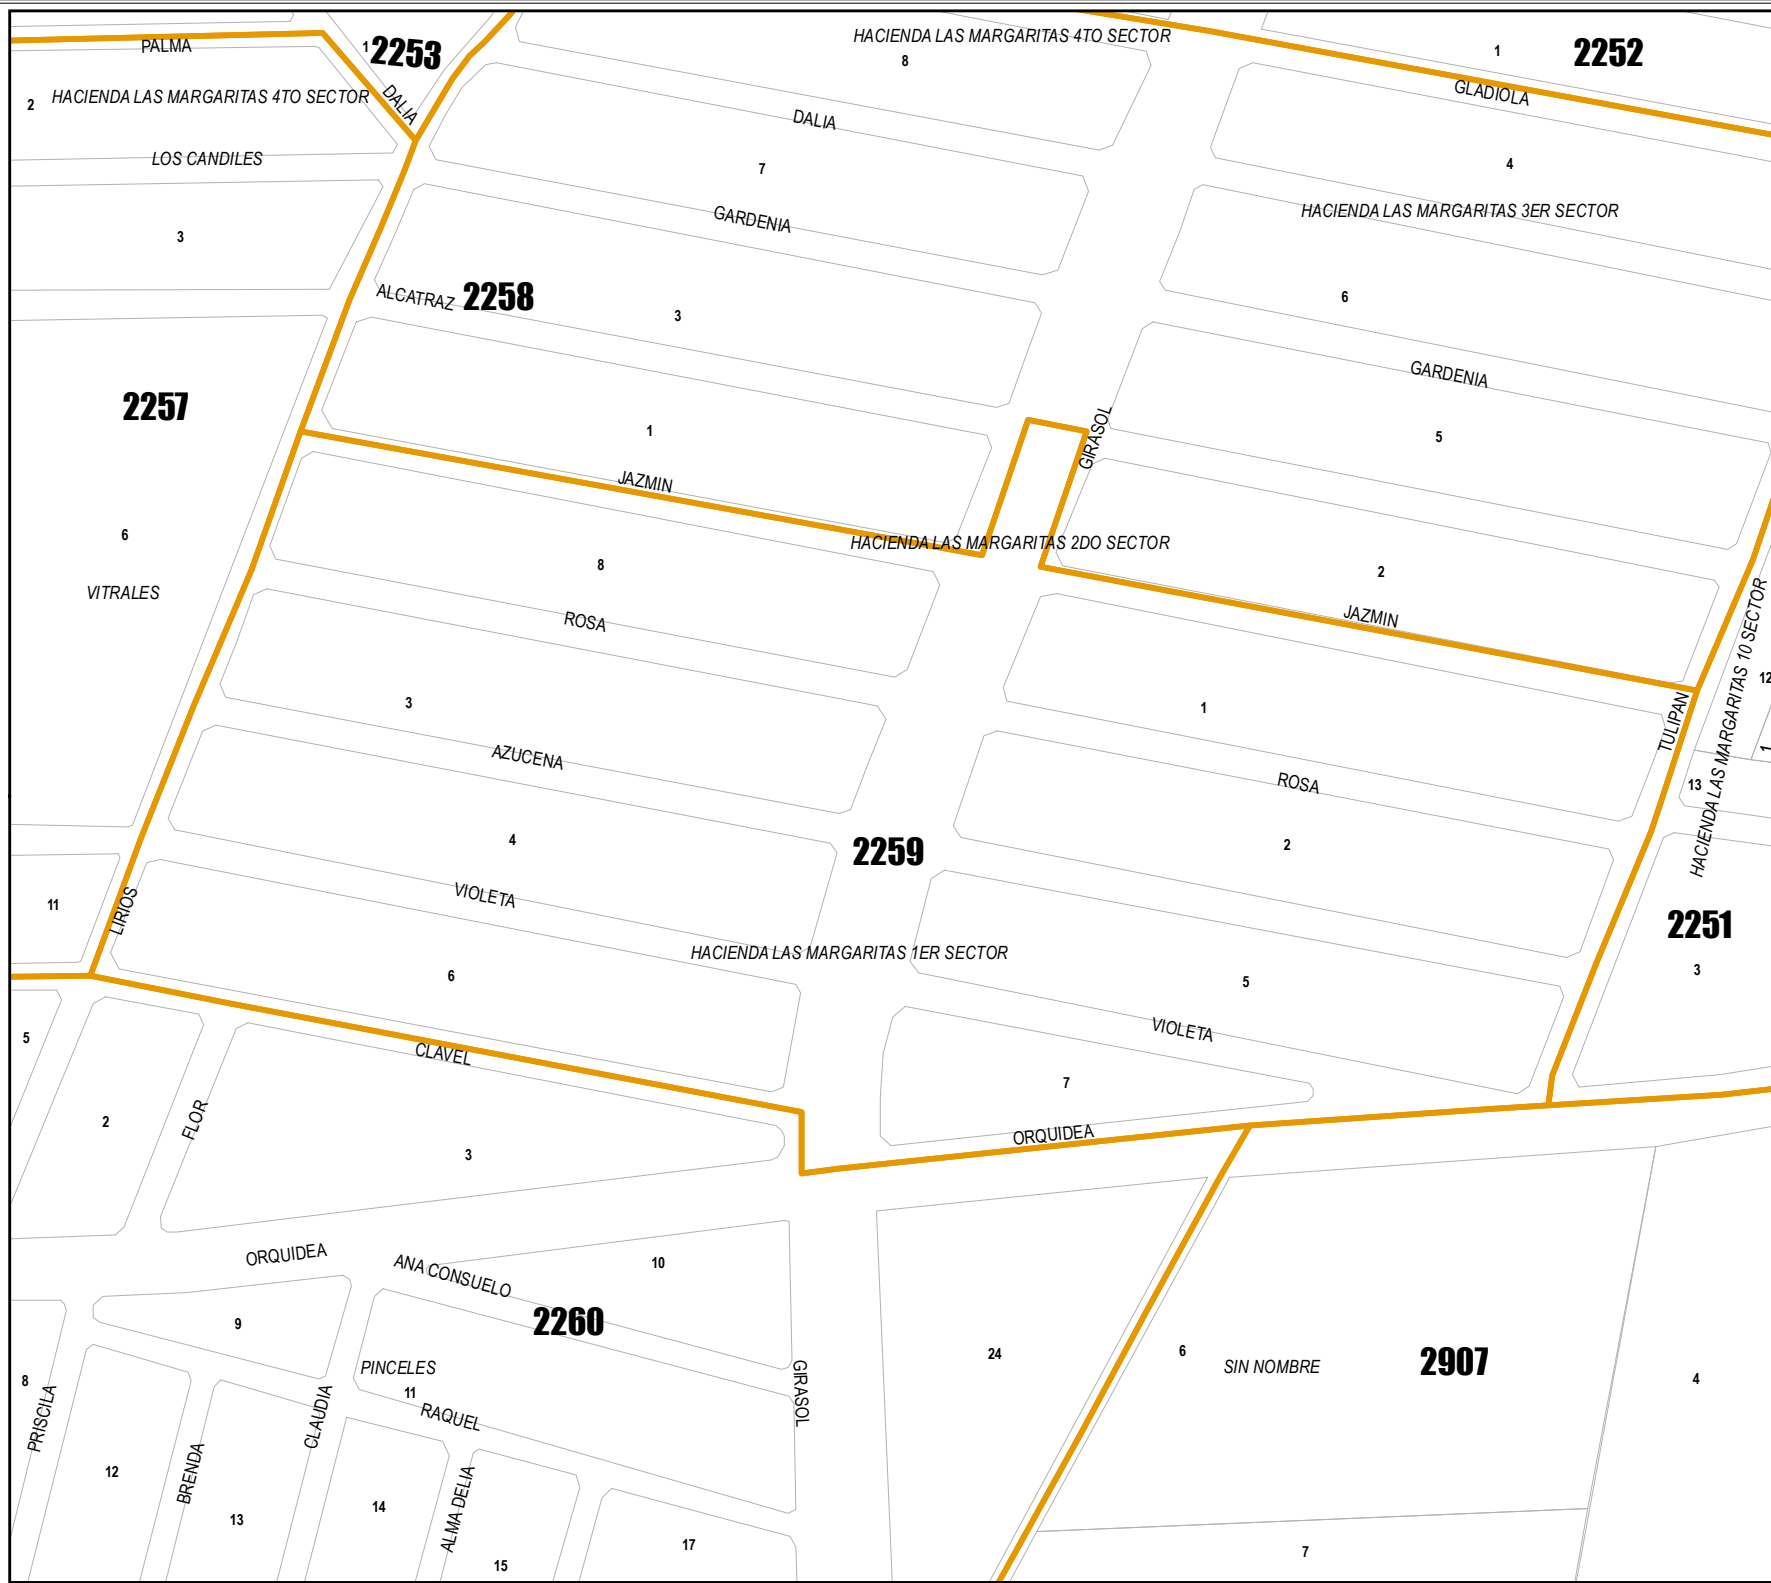 HACIENDA LAS MARGARITAS 4TO SECTOR
PALMA
1
2253
8
1
2252
2
HACIENDA LAS MARGARITAS 4TO SECTOR
DALIA
DALIA
GLADIOLA
LOS CANDILES
7
4
GARDENIA
HACIENDA LAS MARGARITAS 3ER SECTOR
3
ALCATRAZ
2258
3
6
GARDENIA
2257
1
GIRASOL
5
JAZMIN
6
HACIENDA LAS MARGARITAS 2DO SECTOR
8
2
VITRALES
ROSA
JAZMIN
HACIENDA LAS MARGARITAS 10 SECTOR
12
3
1
TULIPAN
1
AZUCENA
ROSA
13
4
2259
2
11
LIRIOS
VIOLETA
2251
HACIENDA LAS MARGARITAS 1ER SECTOR
6
5
3
5
CLAVEL
VIOLETA
7
2
FLOR
3
ORQUIDEA
ORQUIDEA
ANA CONSUELO
10
9
2260
8
PINCELES
11
GIRASOL
24
6
SIN NOMBRE
2907
4
PRISCILA
CLAUDIA
RAQUEL
12
BRENDA
13
14
ALMA DELIA
15
17
7